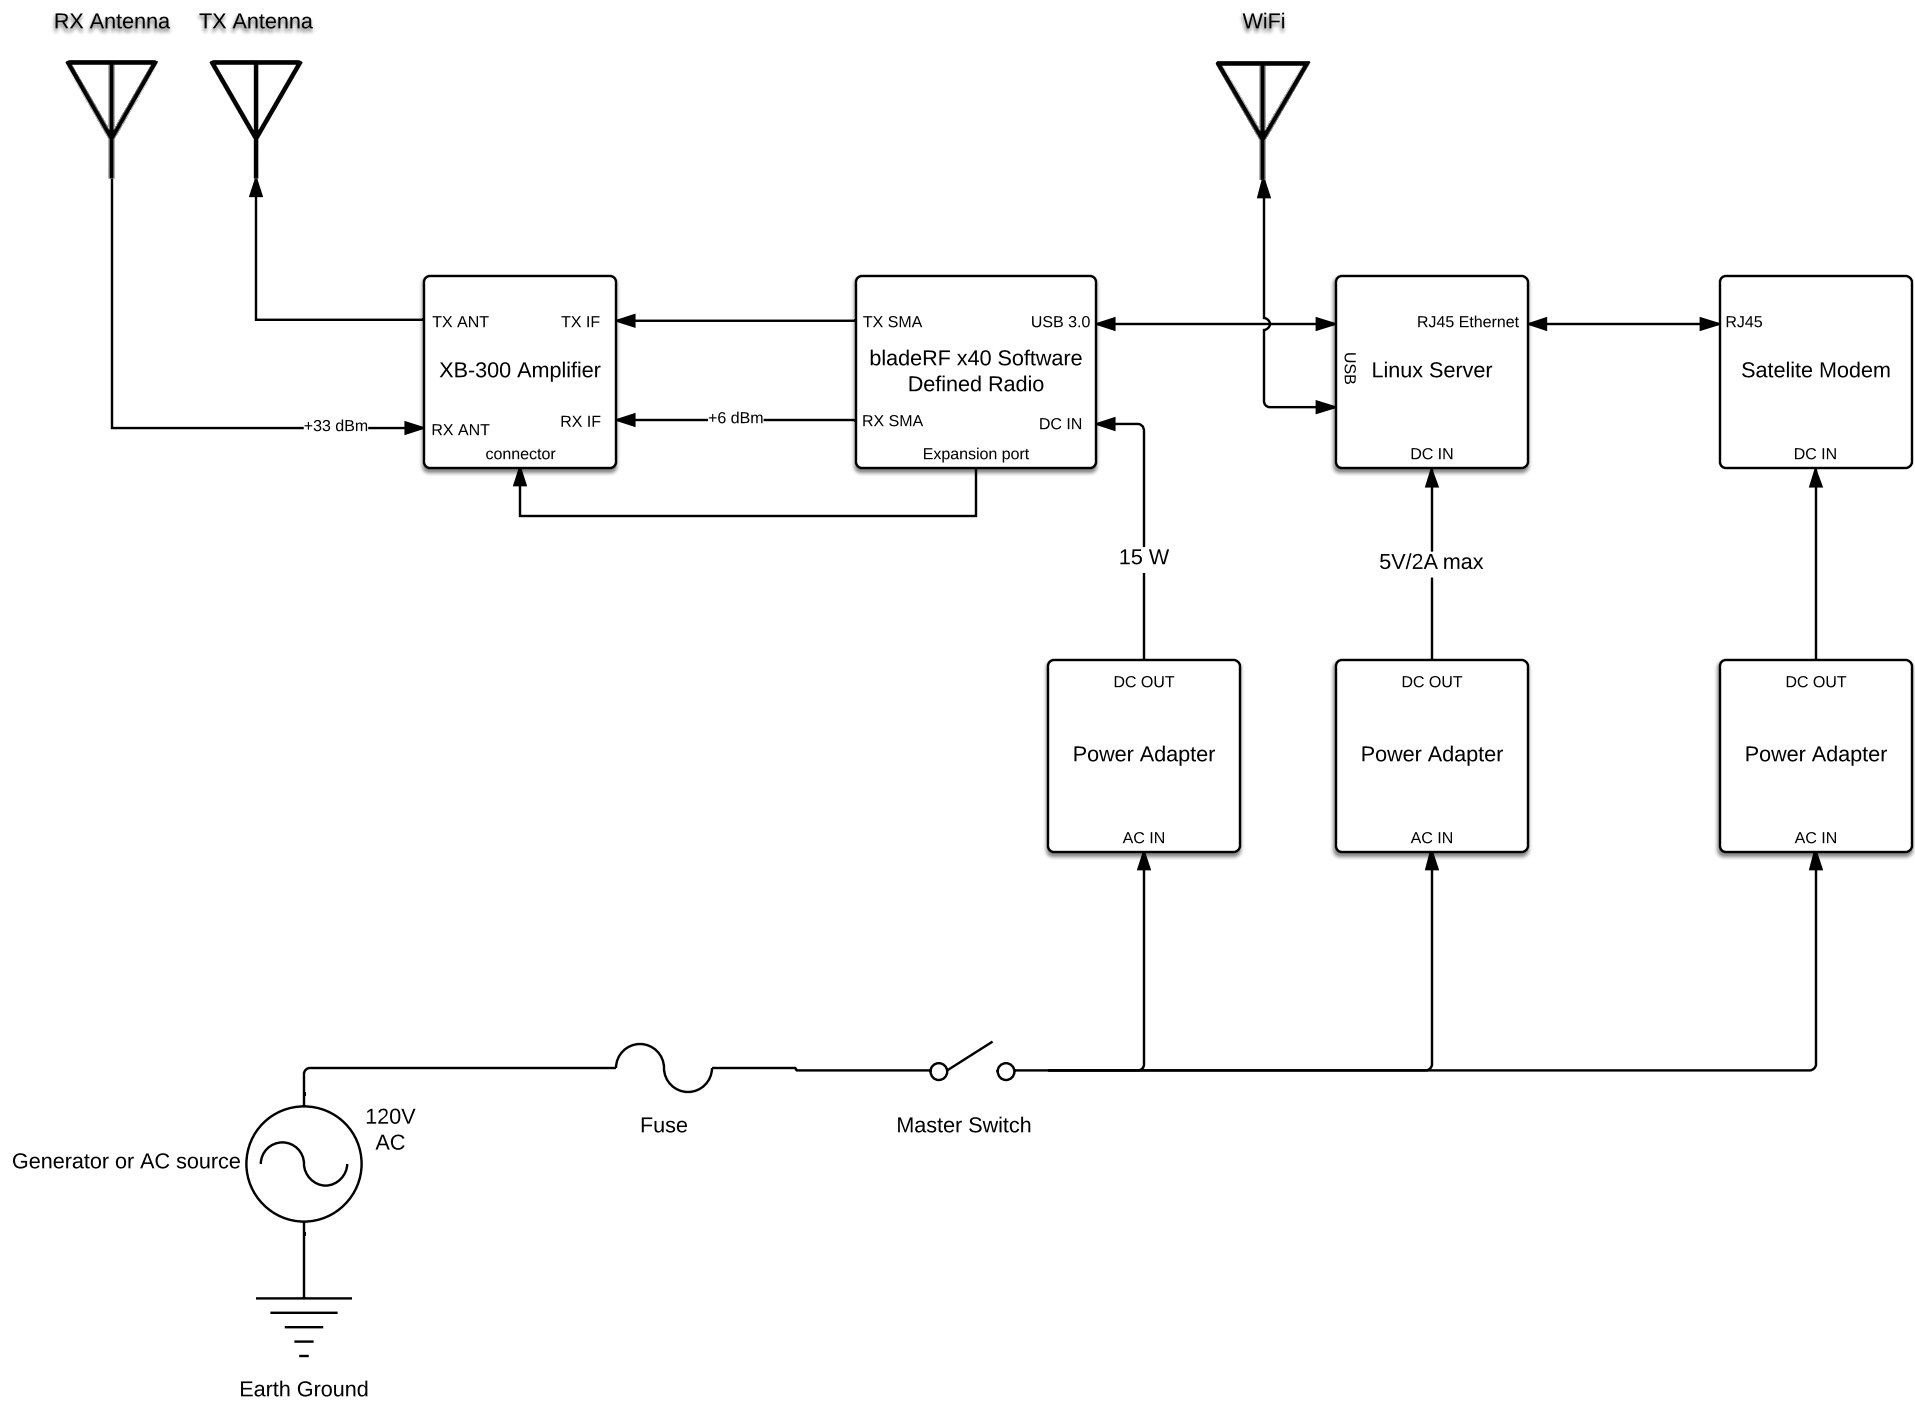 RX Antenna
TX Antenna
WiFi
TX ANT
TX IF
XB-300 Amplifier
RX IF
RX ANT
connector
+33 dBm
+6 dBm
TX SMA
USB 3.0
bladeRF x40 Software
Defined Radio
RX SMA
DC IN
Expansion port
RJ45 Ethernet
USB
Linux Server
DC IN
RJ45
Satelite Modem
DC IN
15 W
5V/2A max
DC OUT
Power Adapter
AC IN
DC OUT
Power Adapter
AC IN
DC OUT
Power Adapter
AC IN
120V
AC
Generator or AC source
Fuse
Master Switch
Earth Ground